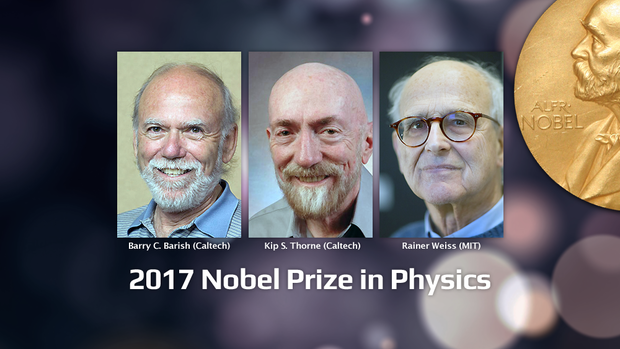 ALFR·
NOBEL
Barry C. Barish (Caltech)
Kip S. Thorne (Caltech)
Rainer Weiss (MIT)
2017 Nobel Prize in Physics